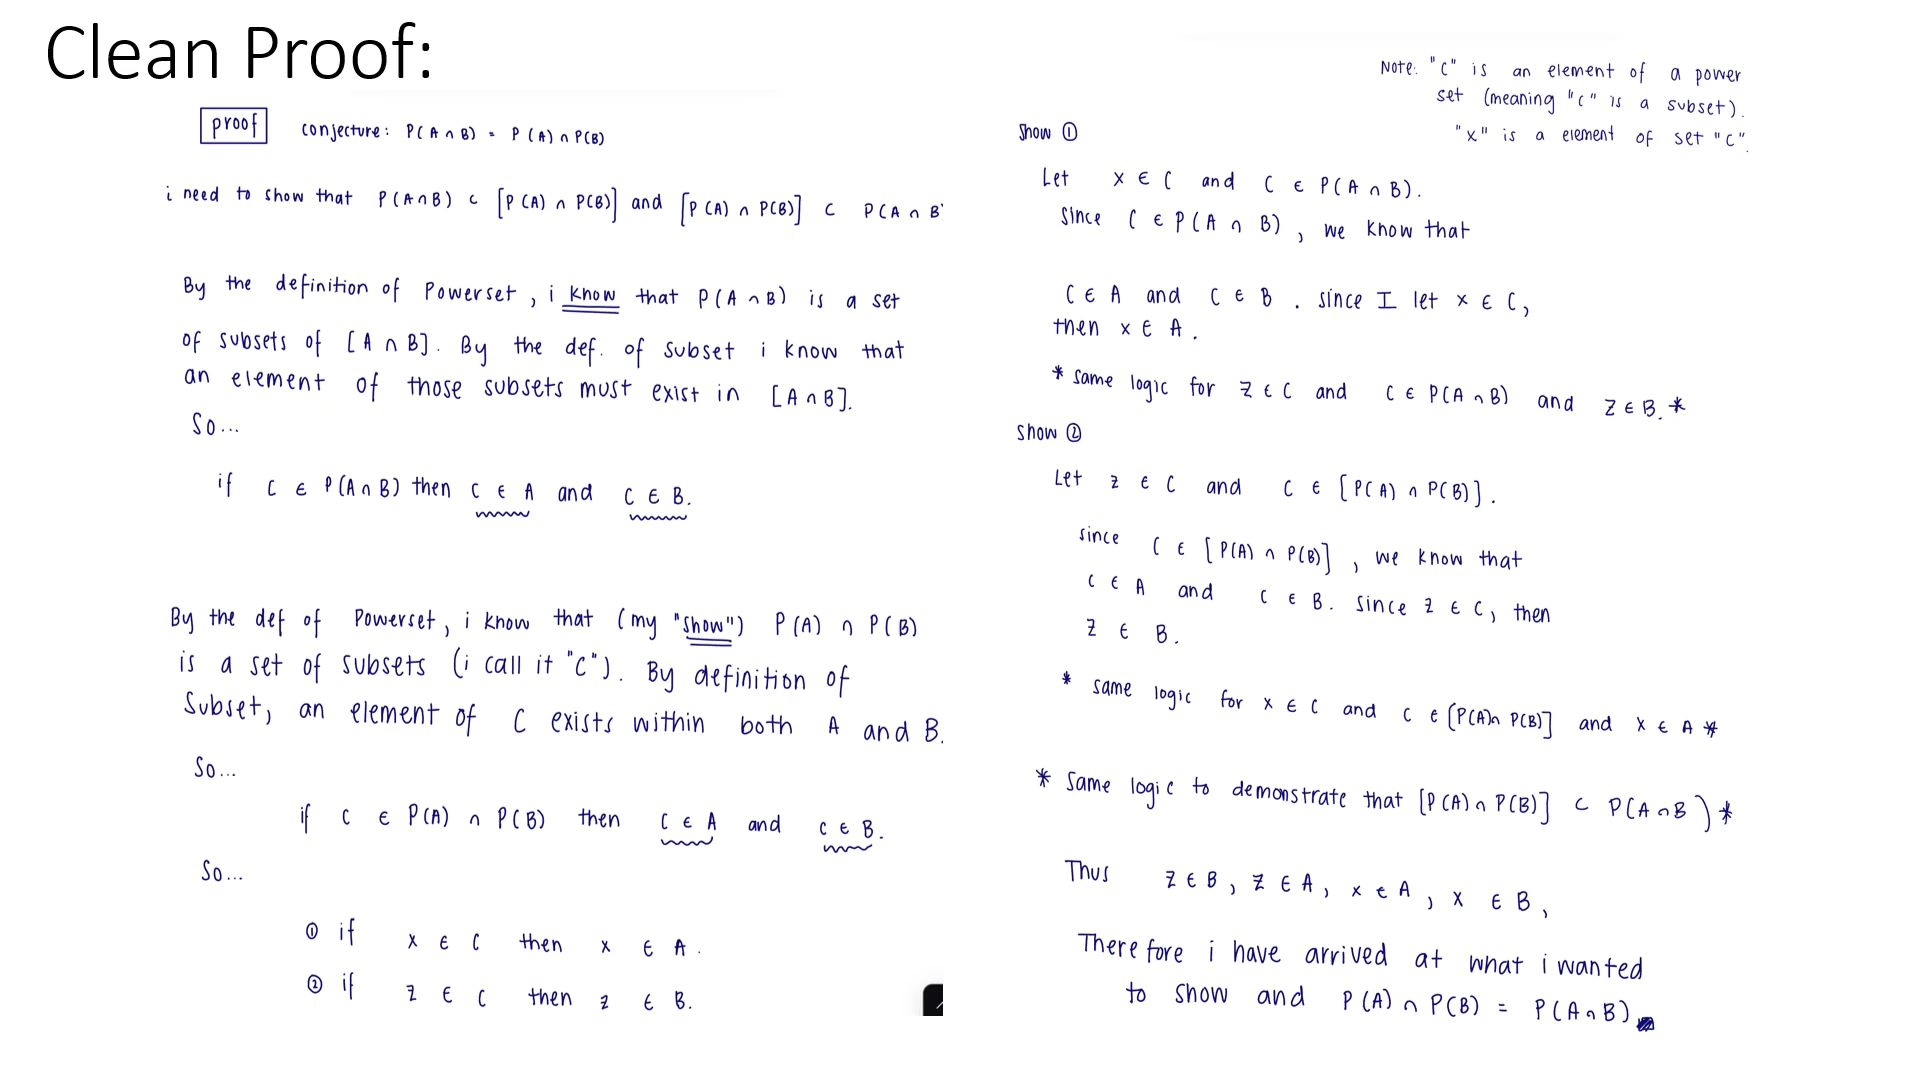 Clean Proof:
proof conjecture: P(A ∩ B) = P(A) ∩ P(B)
i need to show that P(A∩B) ⊂ [P(A) ∩ P(B)] and [P(A) ∩ P(B)] ⊂ P(A ∩ B
By the definition of Powerset, i know that P(A ∩ B) is a set
of subsets of [A ∩ B]. By the def. of subset i know that
an element of those subsets must exist in [A ∩ B].
So...
if C ∈ P(A ∩ B) then C ∈ A and C ∈ B.
By the def of Powerset, i know that (my "show") P(A) ∩ P(B)
is a set of subsets (i call it "C"). By definition of
Subset, an element of C exists within both A and B.
So...
if C ∈ P(A) ∩ P(B) then C ∈ A and C ∈ B.
So...
① if x ∈ C then x ∈ A.
② if z ∈ C then z ∈ B.
Note: "C" is an element of a power
set (meaning "C" is a subset).
"x" is a element of set "C".
Show ①
Let x ∈ C and C ∈ P(A ∩ B).
Since C ∈ P(A ∩ B), we know that
C ∈ A and C ∈ B. since I let x ∈ C,
then x ∈ A.
* Same logic for z ∈ C and C ∈ P(A ∩ B) and z ∈ B.*
Show ②
Let z ∈ C and C ∈ [P(A) ∩ P(B)].
since C ∈ [P(A) ∩ P(B)], we know that
C ∈ A and C ∈ B. Since z ∈ C, then
z ∈ B.
* same logic for x ∈ C and C ∈ [P(A)∩ P(B)] and x ∈ A *
* Same logic to demonstrate that [P(A) ∩ P(B)] ⊂ P(A ∩ B) *
Thus z ∈ B, z ∈ A, x ∈ A, x ∈ B,
Therefore i have arrived at what i wanted
to show and P(A) ∩ P(B) = P(A ∩ B).